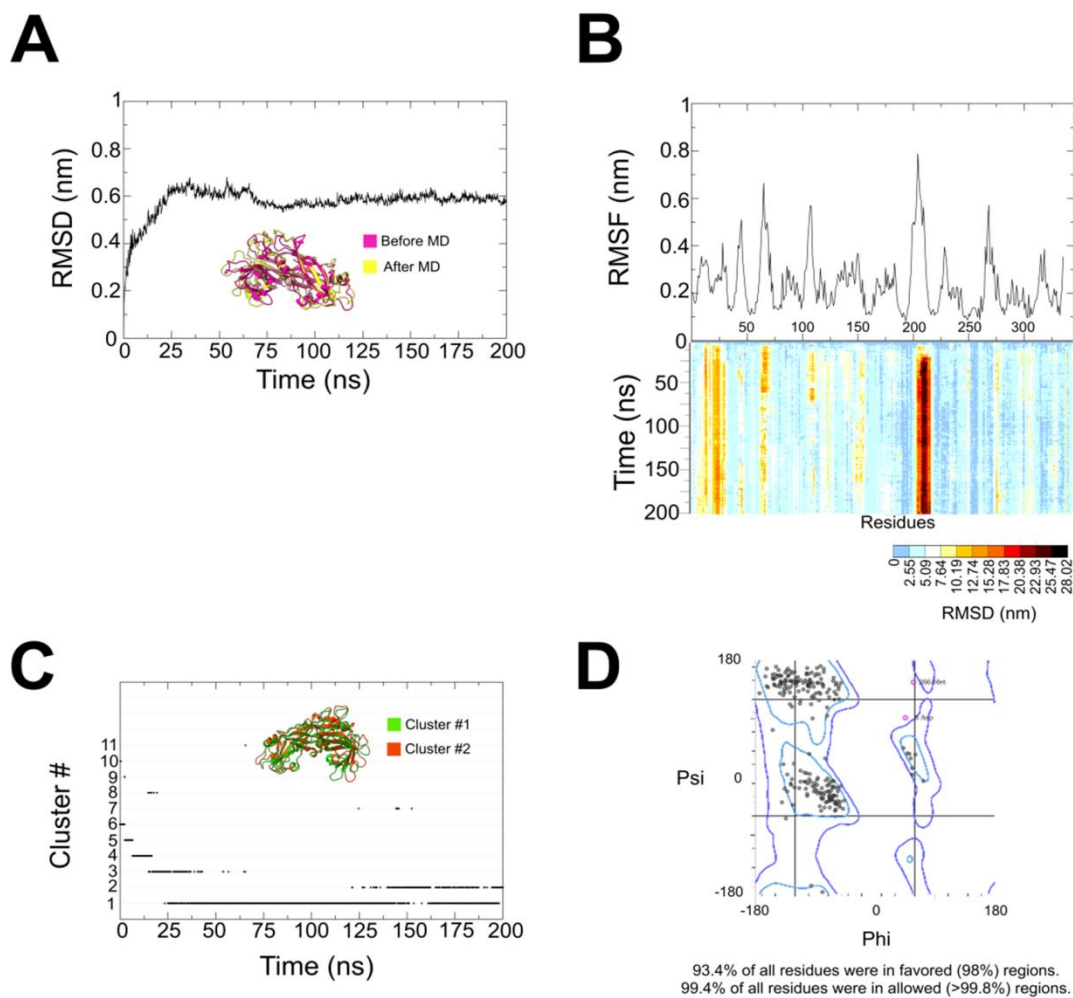 A
1
0.8
0.6
0.4
0.2
0
RMSD (nm)
Before MD
After MD
0 25 50 75 100 125 150 175 200
Time (ns)
B
1
0.8
0.6
0.4
0.2
0
RMSF (nm)
50 100 150 200 250 300
50
100
150
200
Time (ns)
Residues
0 2.55 5.09 7.64 10.19 12.74 15.28 17.83 20.38 22.93 25.47 28.02
RMSD (nm)
C
11
10
9
8
7
6
5
4
3
2
1
Cluster #
Cluster #1
Cluster #2
0 25 50 75 100 125 150 175 200
Time (ns)
D
180
0
-180
Psi
-180 0 180
Phi
93.4% of all residues were in favored (98%) regions.
99.4% of all residues were in allowed (>99.8%) regions.